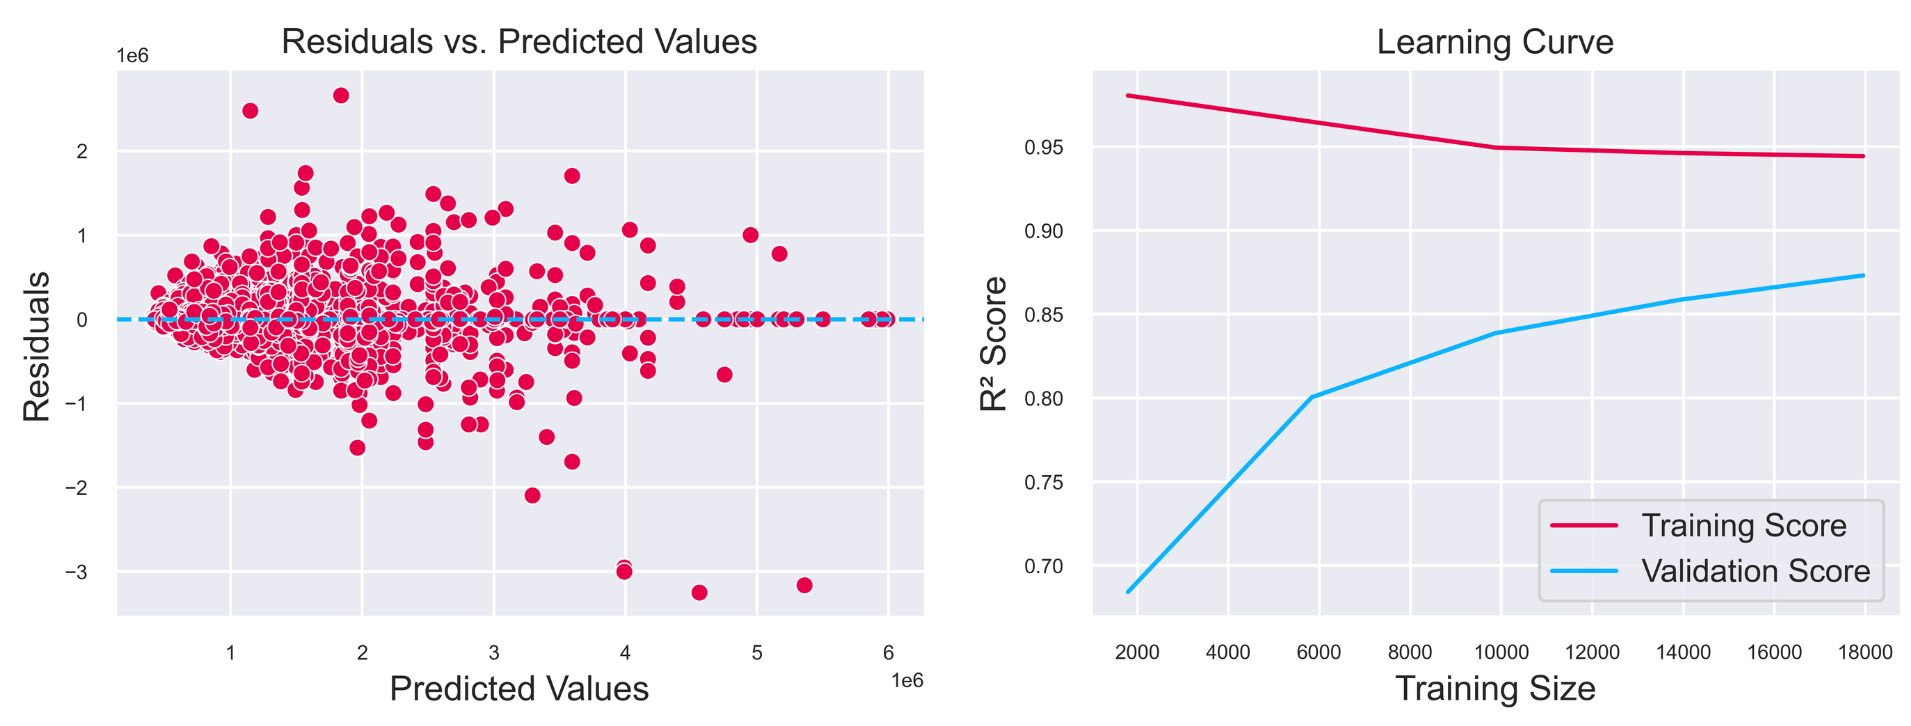 Residuals vs. Predicted Values
1e6
2
1
0
−1
−2
−3
Residuals
1 2 3 4 5 6
1e6
Predicted Values
Learning Curve
0.95
0.90
0.85
0.80
0.75
0.70
R² Score
Training Score
Validation Score
2000 4000 6000 8000 10000 12000 14000 16000 18000
Training Size